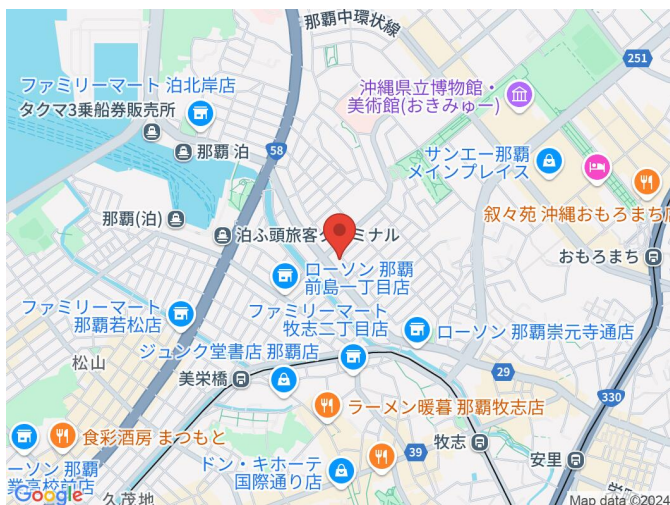 那覇中環状線
251
ファミリーマート 泊北岸店
沖縄県立博物館・
美術館(おきみゅー)
タクマ3乗船券販売所
58
那覇 泊
サンエー那覇
メインプレイス
叙々苑 沖縄おもろまち店
那覇(泊)
泊ふ頭旅客ターミナル
おもろまち
ローソン 那覇
前島一丁目店
ファミリーマート
那覇若松店
ファミリーマート
牧志二丁目店
ローソン 那覇崇元寺通店
ジュンク堂書店 那覇店
松山
美栄橋
29
330
ラーメン暖暮 那覇牧志店
食彩酒房 まつもと
牧志
39
安里
ーソン 那覇
業高校前店
ドン・キホーテ
国際通り店
久茂地
Google
Map data ©2024